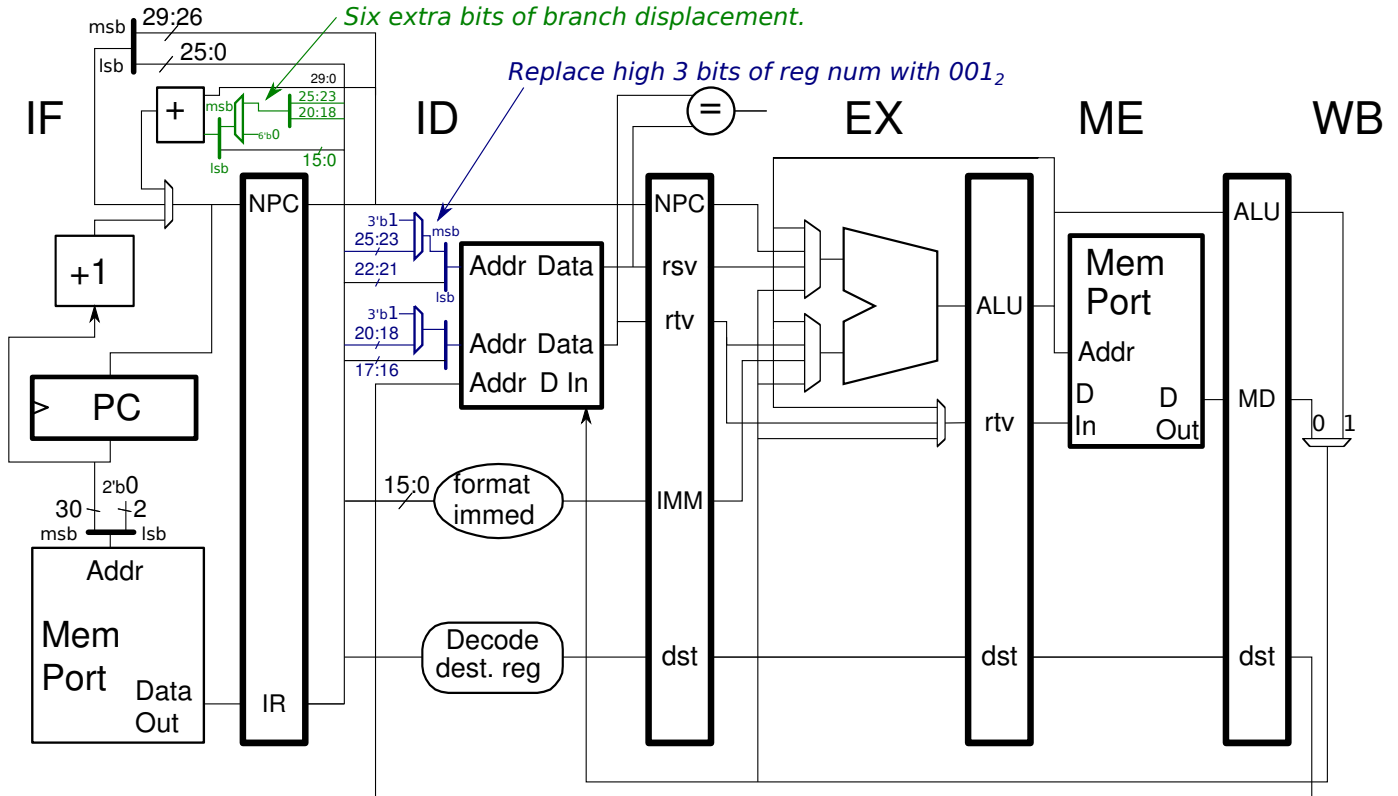 Six extra bits of branch displacement.
29:26
msb
25:0
lsb
Replace high 3 bits of reg num with 001₂
29:0
25:23
20:18
msb
6'b0
+
lsb
15:0
=
IF
ID
EX
ME
WB
NPC
NPC
ALU
3'b1
25:23
msb
22:21
lsb
Addr Data
rsv
Mem
Port
+1
3'b1
20:18
17:16
Addr Data
Addr D In
rtv
ALU
Addr
PC
D
In
D
Out
rtv
MD
0 1
2'b0
30
2
msb
lsb
15:0
format
immed
IMM
Addr
Mem
Port
Data
Out
IR
Decode
dest. reg
dst
dst
dst